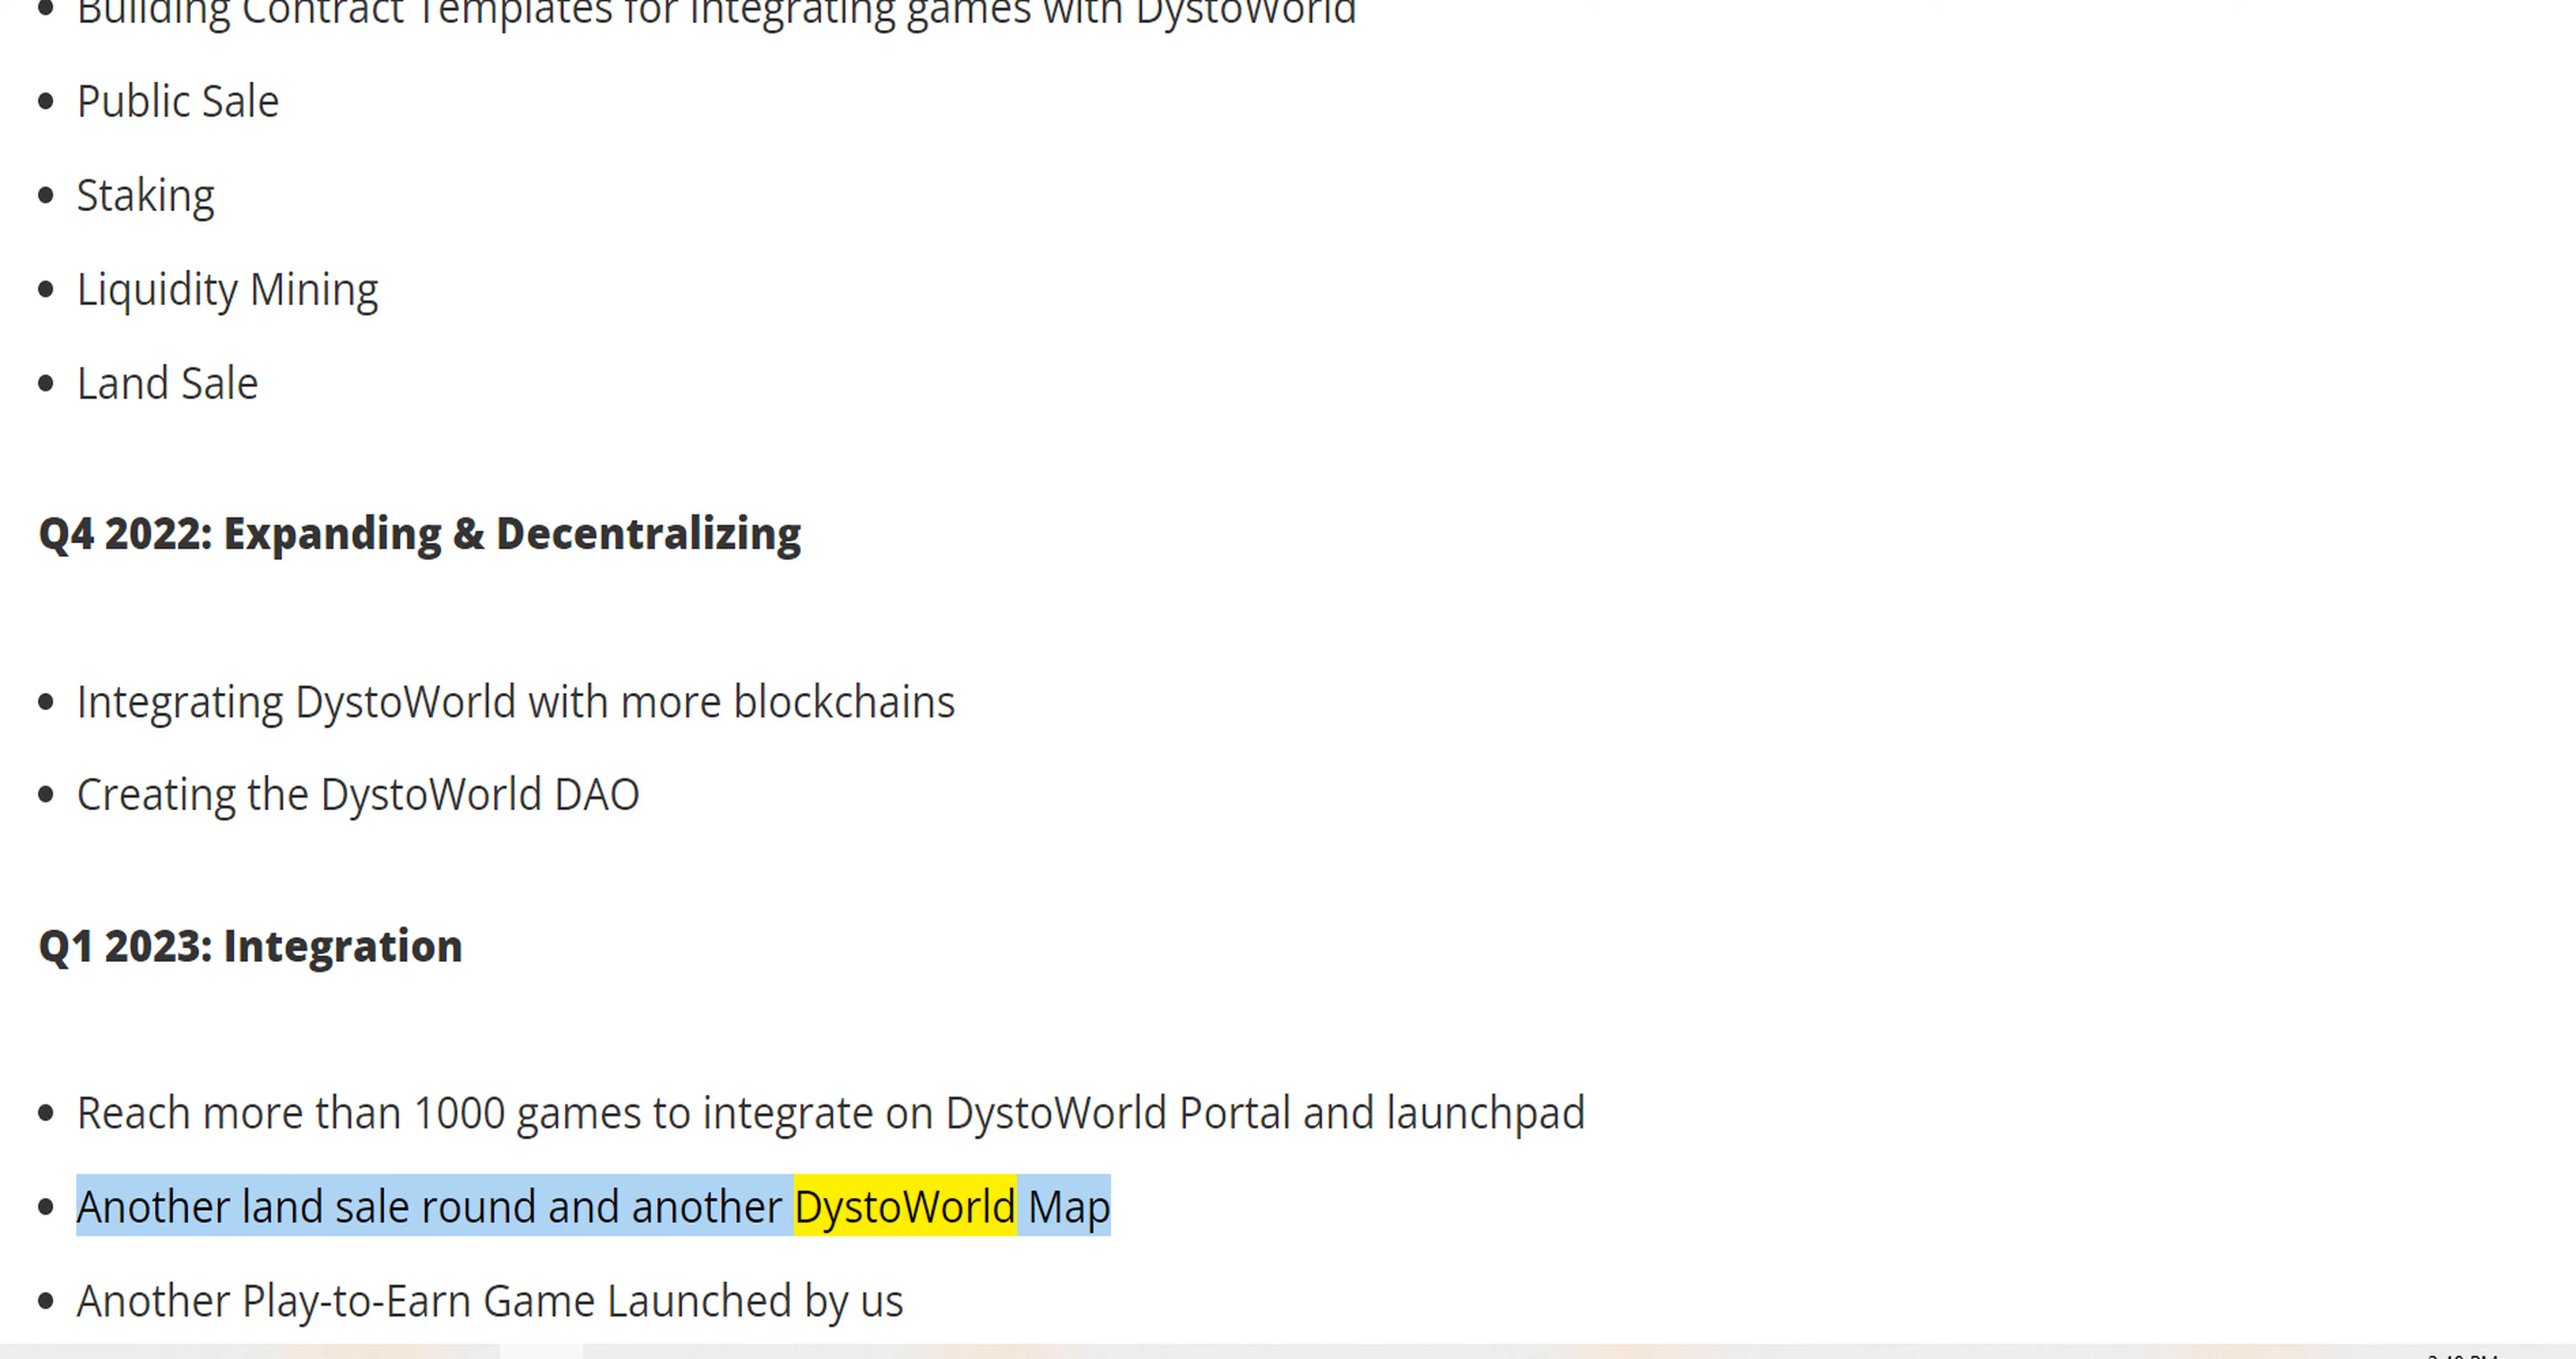 Building Contract Templates for integrating games with DystoWorld
• Public Sale
• Staking
• Liquidity Mining
• Land Sale
Q4 2022: Expanding & Decentralizing
• Integrating DystoWorld with more blockchains
• Creating the DystoWorld DAO
Q1 2023: Integration
• Reach more than 1000 games to integrate on DystoWorld Portal and launchpad
• Another land sale round and another DystoWorld Map
• Another Play-to-Earn Game Launched by us